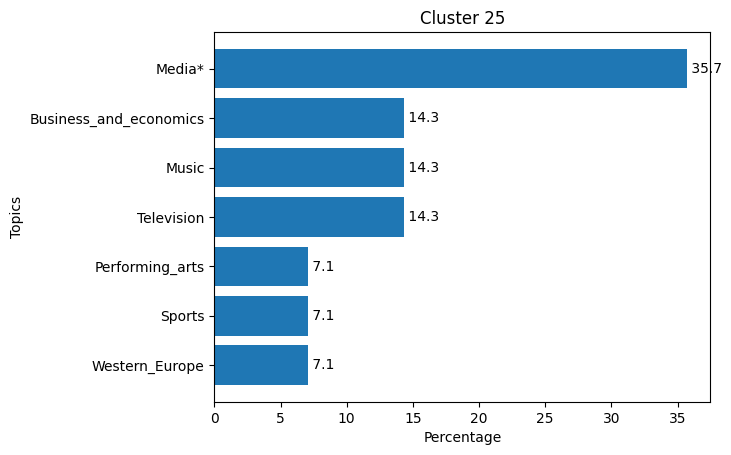 Cluster 25
Topics
Media* 35.7
Business_and_economics 14.3
Music 14.3
Television 14.3
Performing_arts 7.1
Sports 7.1
Western_Europe 7.1
0 5 10 15 20 25 30 35
Percentage